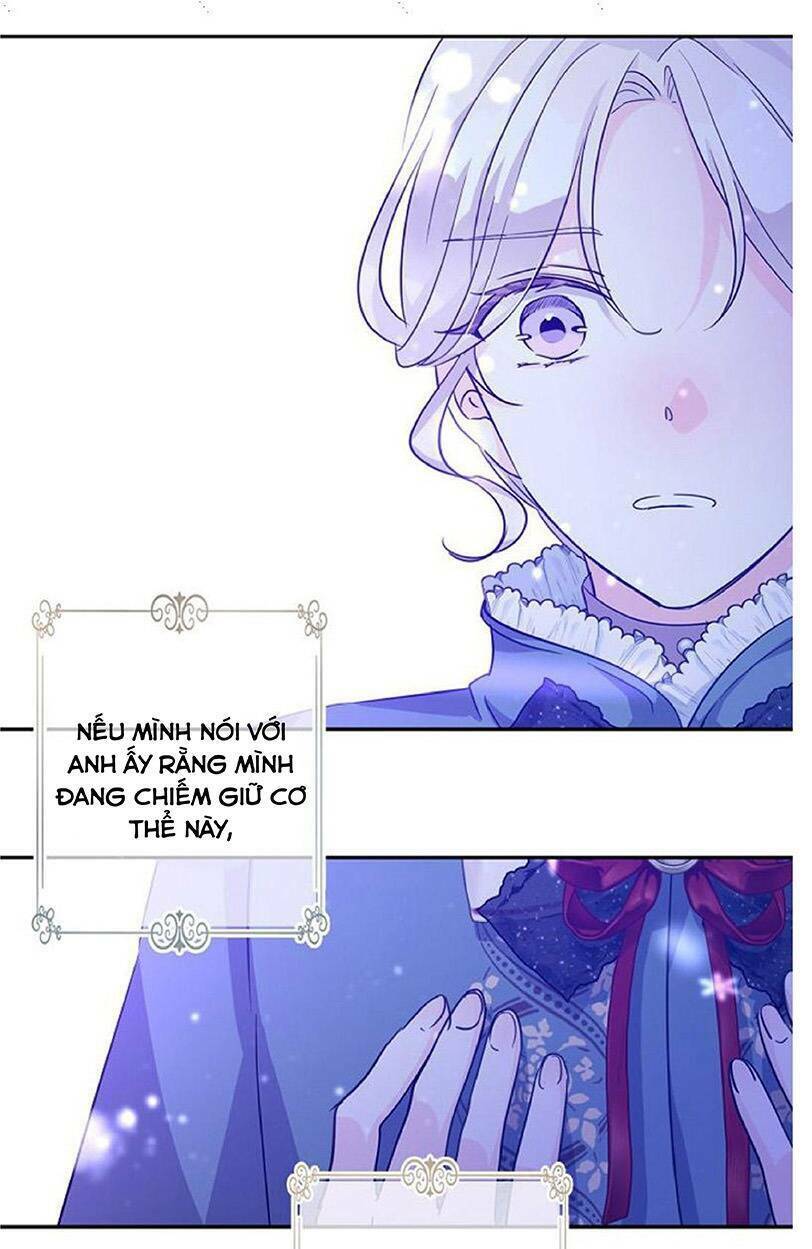 NẾU MÌNH NÓI VỚI
ANH ẤY RẰNG MÌNH
ĐANG CHIẾM GIỮ CƠ
THỂ NÀY,